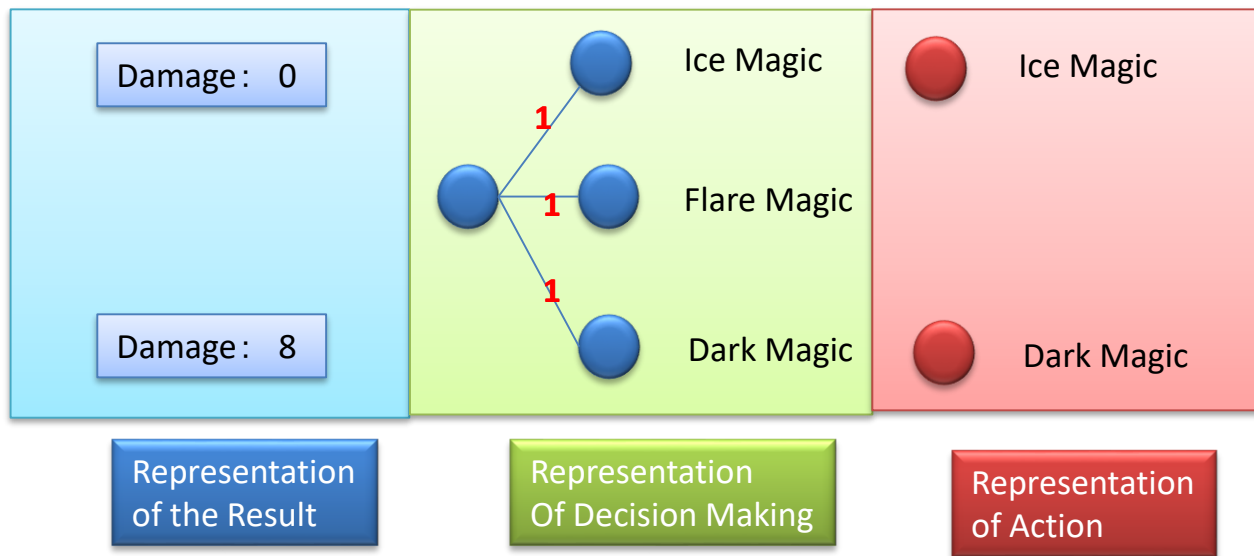 Damage: 0
Ice Magic
Ice Magic
1
Flare Magic
1
1
Damage: 8
Dark Magic
Dark Magic
Representation
of the Result
Representation
Of Decision Making
Representation
of Action